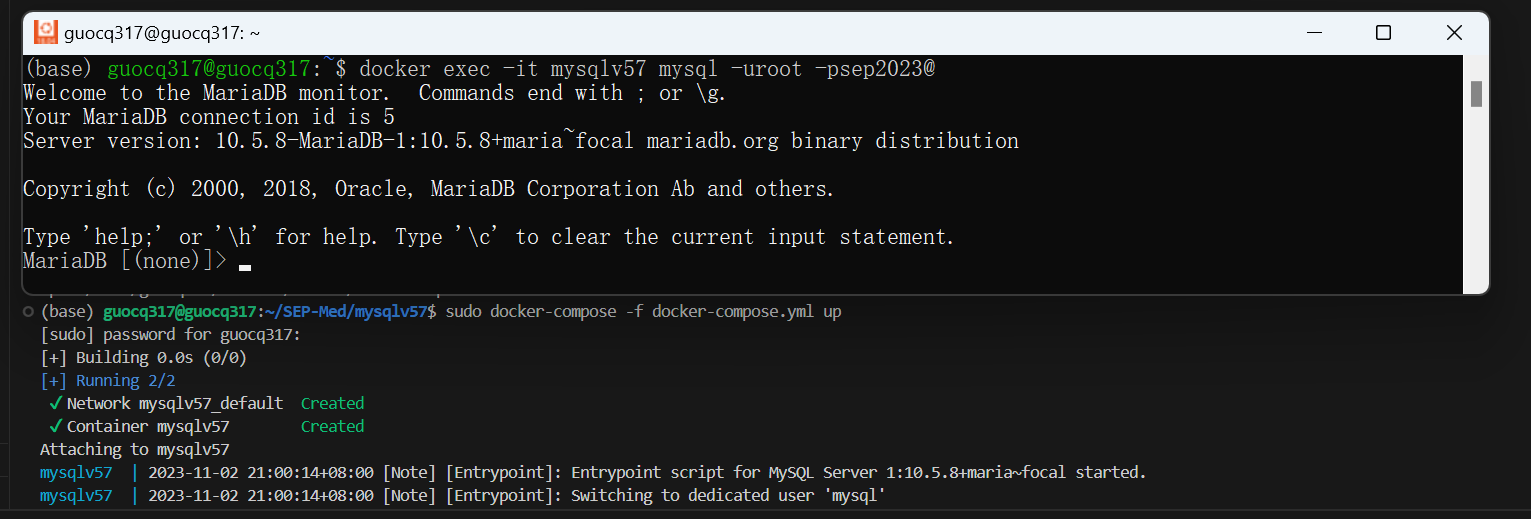 guocq317@guocq317: ~
(base) guocq317@guocq317:~$ docker exec -it mysqlv57 mysql -uroot -psep2023@
Welcome to the MariaDB monitor.  Commands end with ; or \g.
Your MariaDB connection id is 5
Server version: 10.5.8-MariaDB-1:10.5.8+maria~focal mariadb.org binary distribution
Copyright (c) 2000, 2018, Oracle, MariaDB Corporation Ab and others.
Type 'help;' or '\h' for help. Type '\c' to clear the current input statement.
MariaDB [(none)]>
(base) guocq317@guocq317:~/SEP-Med/mysqlv57$ sudo docker-compose -f docker-compose.yml up
[sudo] password for guocq317:
[+] Building 0.0s (0/0)
[+] Running 2/2
✓ Network mysqlv57_default  Created
✓ Container mysqlv57        Created
Attaching to mysqlv57
mysqlv57  | 2023-11-02 21:00:14+08:00 [Note] [Entrypoint]: Entrypoint script for MySQL Server 1:10.5.8+maria~focal started.
mysqlv57  | 2023-11-02 21:00:14+08:00 [Note] [Entrypoint]: Switching to dedicated user 'mysql'